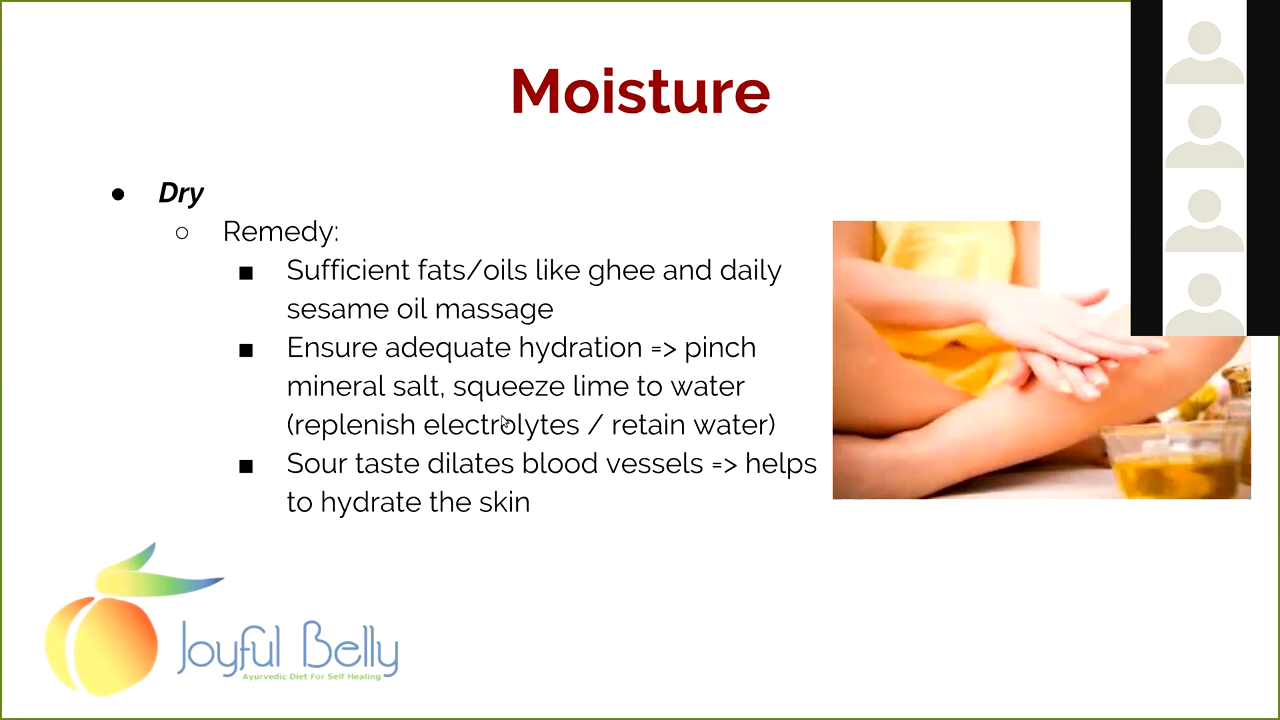 Moisture
● Dry
○ Remedy:
■ Sufficient fats/oils like ghee and daily
sesame oil massage
■ Ensure adequate hydration => pinch
mineral salt, squeeze lime to water
(replenish electrolytes / retain water)
■ Sour taste dilates blood vessels => helps
to hydrate the skin
Joyful Belly
Ayurvedic Diet For Self Healing